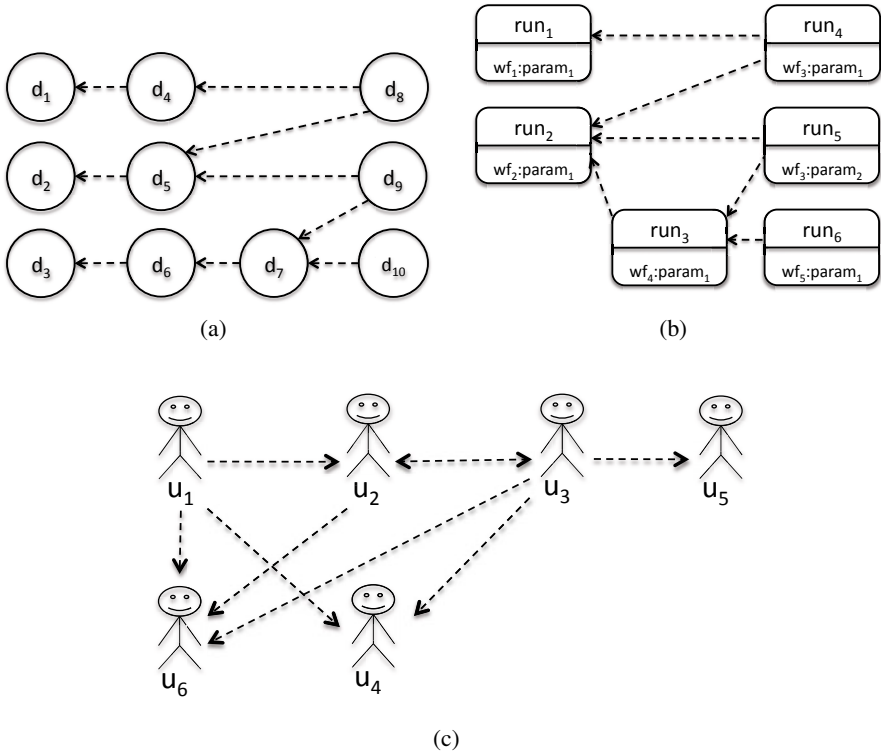 d₁ d₄ d₈
d₂ d₅ d₉
d₃ d₆ d₇ d₁₀
(a)
run₁ run₄
wf₁:param₁ wf₃:param₁
run₂ run₅
wf₂:param₁ wf₃:param₂
run₃ run₆
wf₄:param₁ wf₅:param₁
(b)
u₁ u₂ u₃ u₅
u₆ u₄
(c)